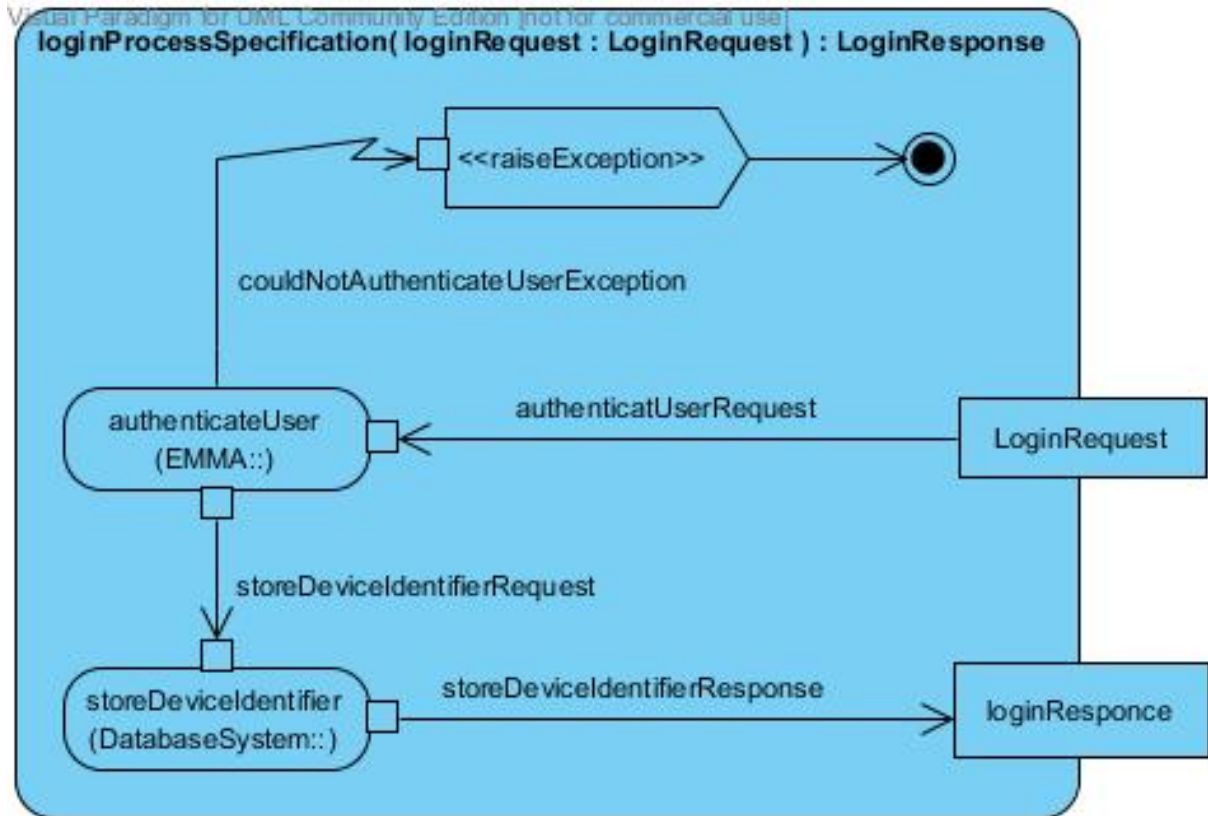 Visual Paradigm for UML Community Edition [not for commercial use]
loginProcessSpecification( loginRequest : LoginRequest ) : LoginResponse
<<raiseException>>
couldNotAuthenticateUserException
authenticateUser
(EMMA::)
authenticatUserRequest
LoginRequest
storeDeviceIdentifierRequest
storeDeviceIdentifier
(DatabaseSystem::)
storeDeviceIdentifierResponse
loginResponce